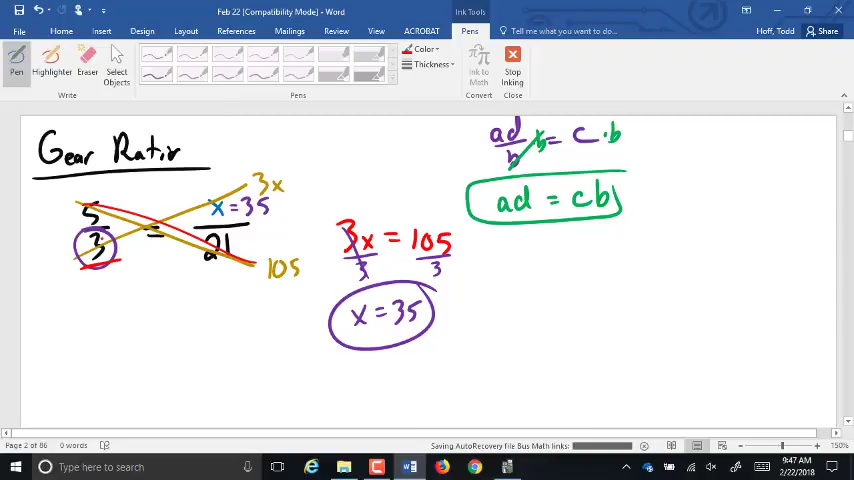 Feb 22 [Compatibility Mode] - Word
Ink Tools
Hoff, Todd
File Home Insert Design Layout References Mailings Review View ACROBAT Pens Tell me what you want to do... Share
Pen Highlighter Eraser Select Objects
Color
Thickness
Ink to Math
Stop Inking
Write Pens Convert Close
Gear Ratio
ad/b b = c · b
ad = cb
5/3 = x = 35/21
3x
105
3x = 105
3 3
x = 35
Page 2 of 86 0 words Saving AutoRecovery file Bus Math links: 150%
Type here to search
9:47 AM
2/22/2018